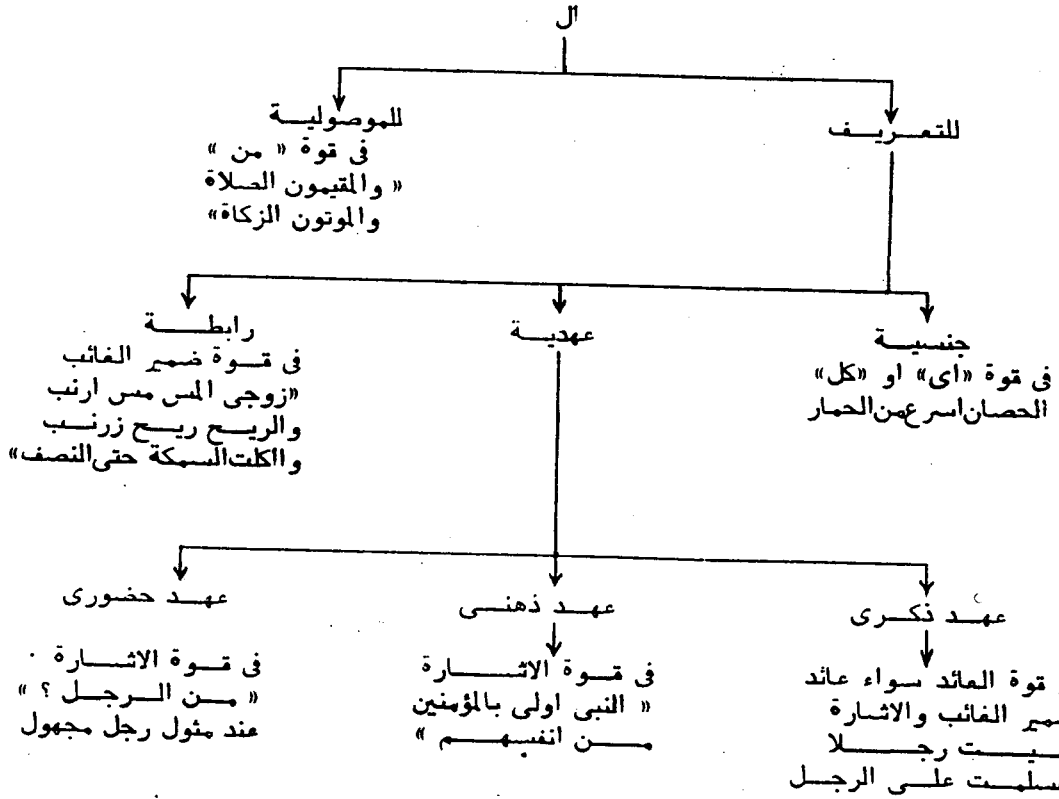 ال
للتعريف
للموصولية
فى قوة « من »
« والمقيمون الصلاة
والموتون الزكاة»
جنسية
فى قوة «اى» او «كل»
الحصان اسرع من الحمار
عهدية
رابطة
فى قوة ضمير الغائب
«زوجى المس مس ارنب
والريح ريح زرنب
واكلت السمكة حتى النصف»
عهد ذكرى
قوة العائد سواء عائد
مير الغائب والاشارة
يت رجلا
سلمت على الرجل
عهد ذهنى
فى قوة الاشارة
« النبى اولى بالمؤمنين
من انفسهم »
عهد حضورى
فى قوة الاشارة
« من الرجل ؟ »
عند مثول رجل مجهول